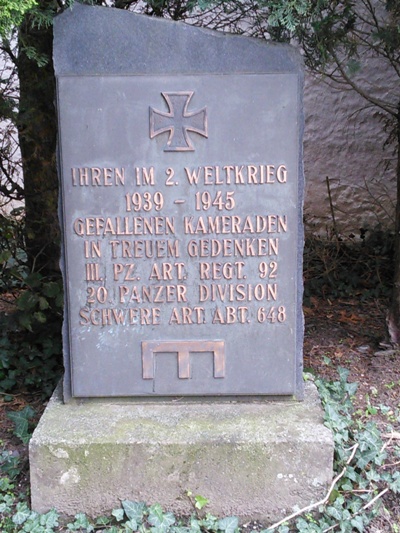 IHREN IM 2. WELTKRIEG
1939 - 1945
GEFALLENEN KAMERADEN
IN TREUEM GEDENKEN
III. PZ. ART. REGT. 92
20. PANZER DIVISION
SCHWERE ART. ABT. 648